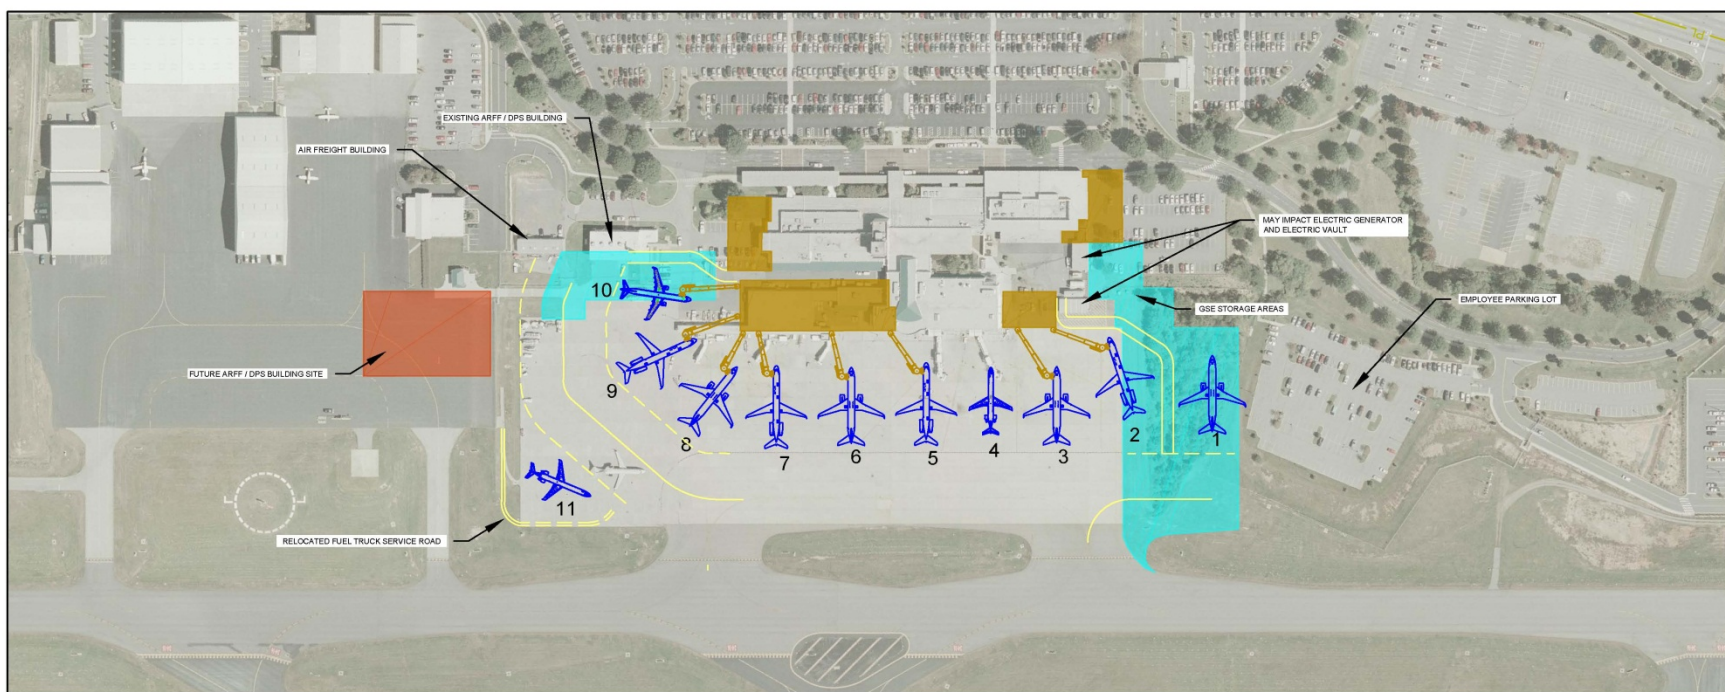 PL
EXISTING ARFF / DPS BUILDING
AIR FREIGHT BUILDING
MAY IMPACT ELECTRIC GENERATOR
AND ELECTRIC VAULT
10
GSE STORAGE AREAS
EMPLOYEE PARKING LOT
FUTURE ARFF / DPS BUILDING SITE
9
8
7
6
5
4
3
2
1
11
RELOCATED FUEL TRUCK SERVICE ROAD